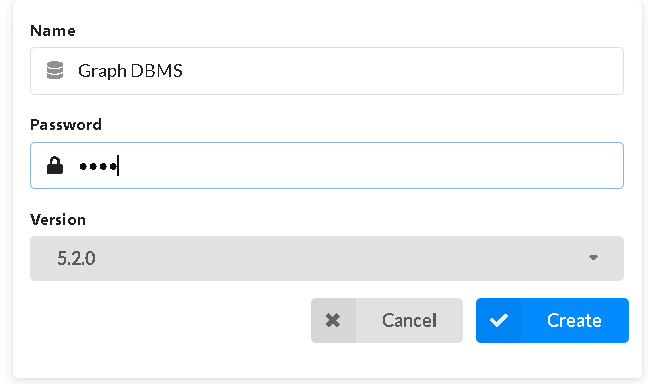 Name
Graph DBMS
Password
••••
Version
5.2.0
Cancel
Create